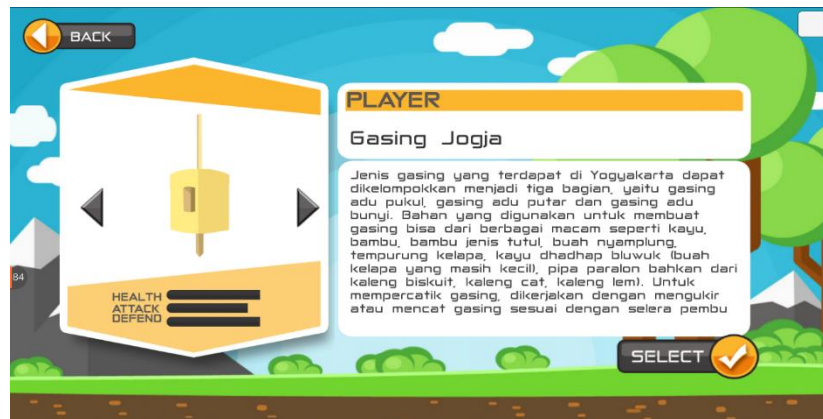 BACK
PLAYER
Gasing Jogja
Jenis gasing yang terdapat di Yogyakarta dapat
dikelompokkan menjadi tiga bagian, yaitu gasing
adu pukul, gasing adu putar dan gasing adu
bunyi. Bahan yang digunakan untuk membuat
gasing bisa dari berbagai macam seperti kayu,
bambu, bambu jenis tutul, buah nyamplung,
tempurung kelapa, kayu dhadhap bluwuk (buah
kelapa yang masih kecil), pipa paralon bahkan dari
kaleng biskuit, kaleng cat, kaleng lem). Untuk
mempercatik gasing, dikerjakan dengan mengukir
atau mencat gasing sesuai dengan selera pembu
84
HEALTH
ATTACK
DEFEND
SELECT